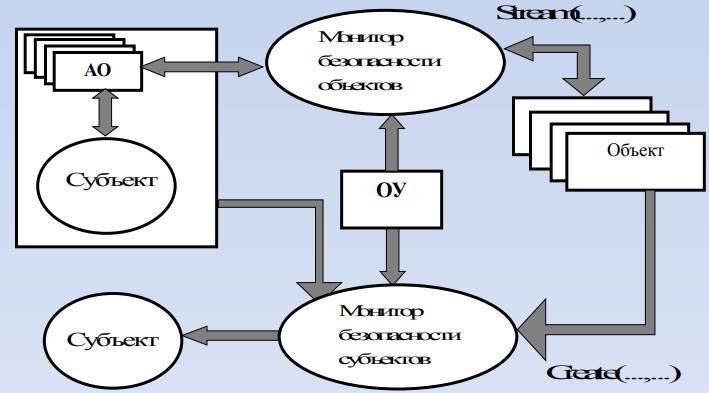 Stream(...,...)
Монитор
безопасности
объектов
АО
Объект
Субъект
ОУ
Монитор
безопасности
субъектов
Субъект
Create(...,...)